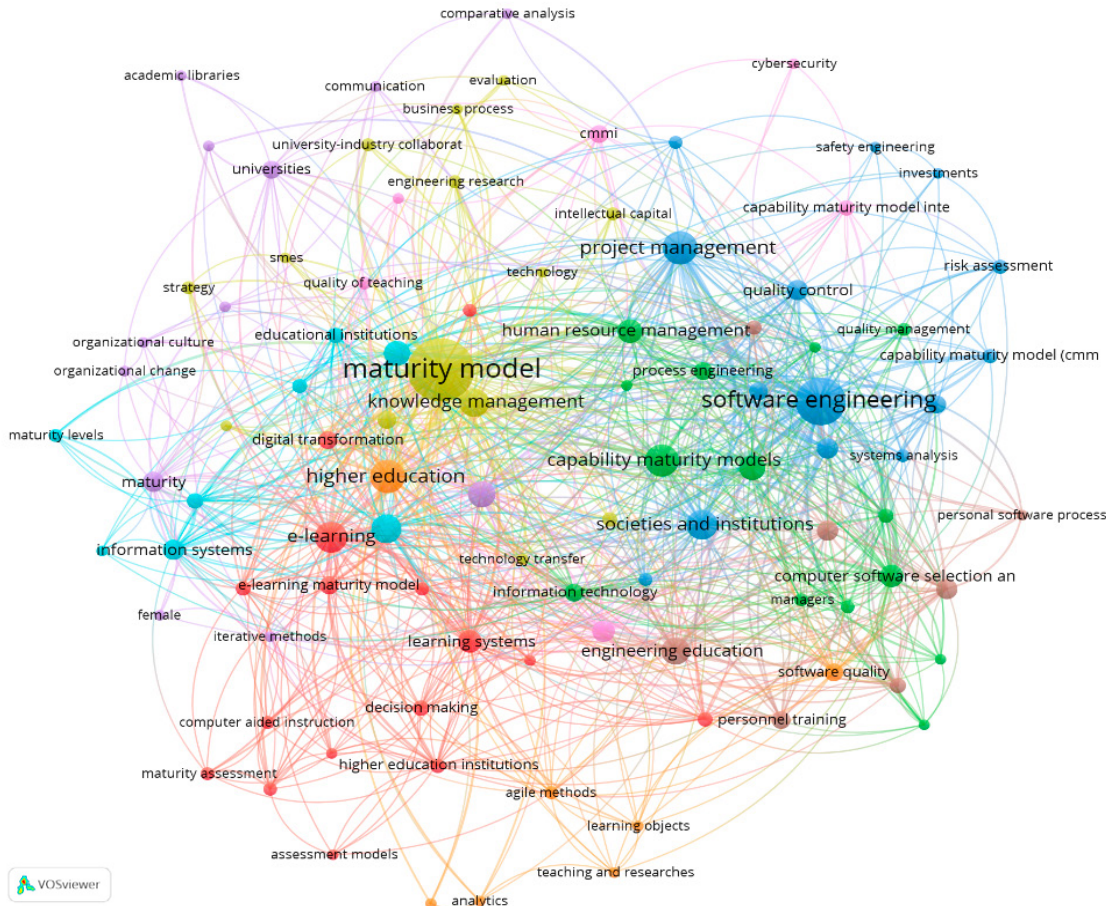 comparative analysis
cybersecurity
academic libraries
communication
evaluation
business process
cmmi
university-industry collaborat
safety engineering
universities
engineering research
investments
intellectual capital
capability maturity model inte
project management
smes
technology
risk assessment
strategy
quality of teaching
quality control
educational institutions
human resource management
quality management
organizational culture
capability maturity model (cmm
maturity model
process engineering
organizational change
knowledge management
software engineering
maturity levels
digital transformation
capability maturity models
systems analysis
higher education
maturity
personal software process
societies and institutions
e-learning
information systems
technology transfer
computer software selection an
e-learning maturity model
information technology
managers
female
iterative methods
learning systems
engineering education
software quality
decision making
computer aided instruction
personnel training
higher education institutions
maturity assessment
agile methods
learning objects
assessment models
teaching and researches
VOSviewer
analytics